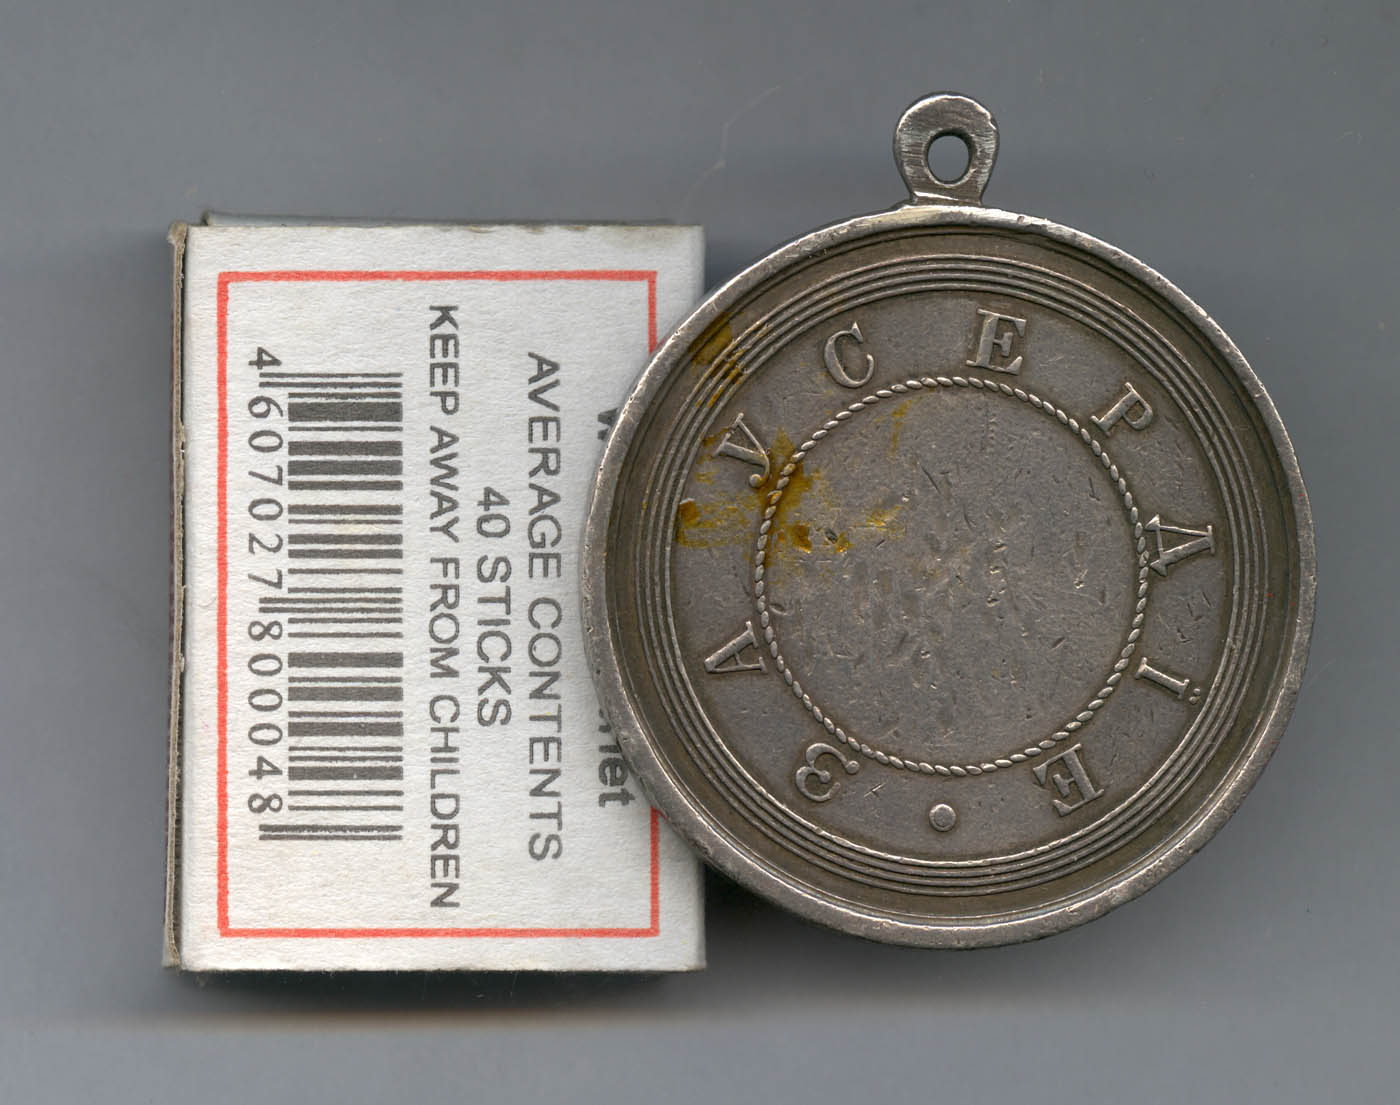 AVERAGE CONTENTS
40 STICKS
KEEP AWAY FROM CHILDREN
4607027800048
ЗА УСЕРДІЕ